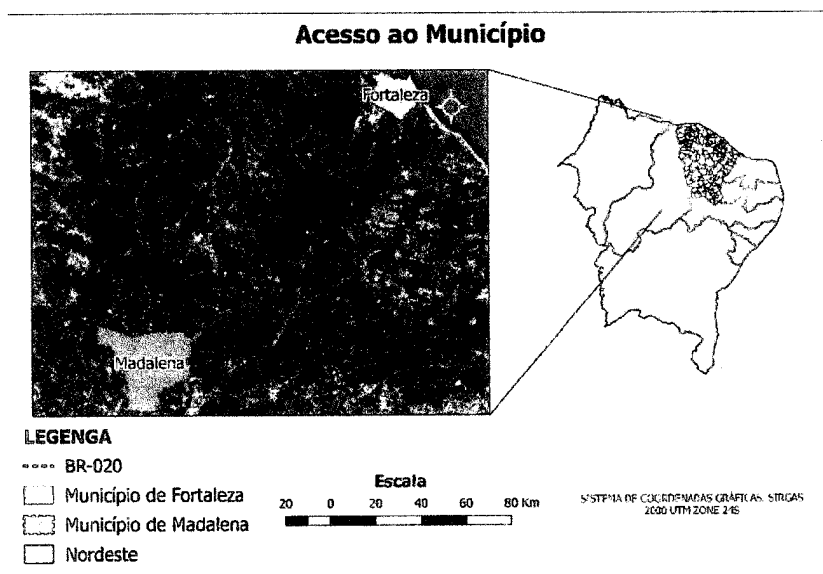 Acesso ao Município
Fortaleza
Madalena
LEGENGA
BR-020
Município de Fortaleza
Município de Madalena
Nordeste
Escala
20 0 20 40 60 80 Km
SISTEMA DE COORDENADAS GRÁFICAS, SIRGAS
2000 UTM ZONE 24S